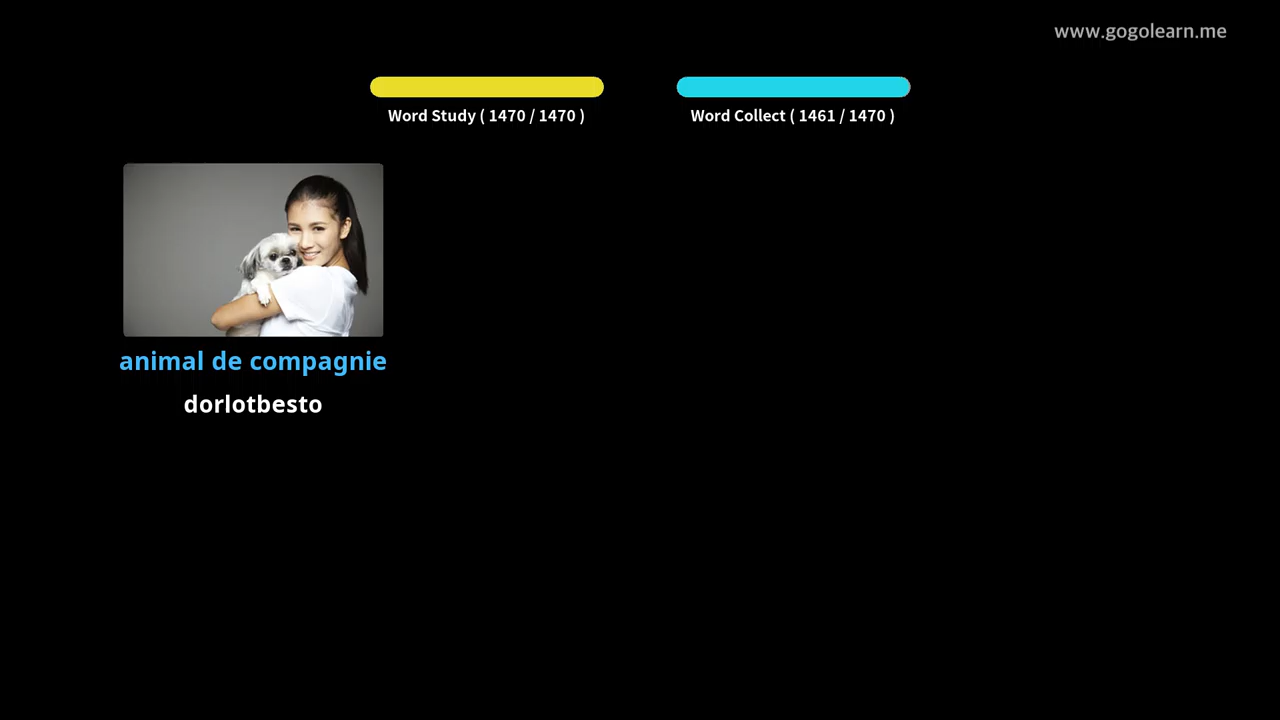 www.gogolearn.me
Word Study ( 1470 / 1470 )
Word Collect ( 1461 / 1470 )
animal de compagnie
dorlotbesto